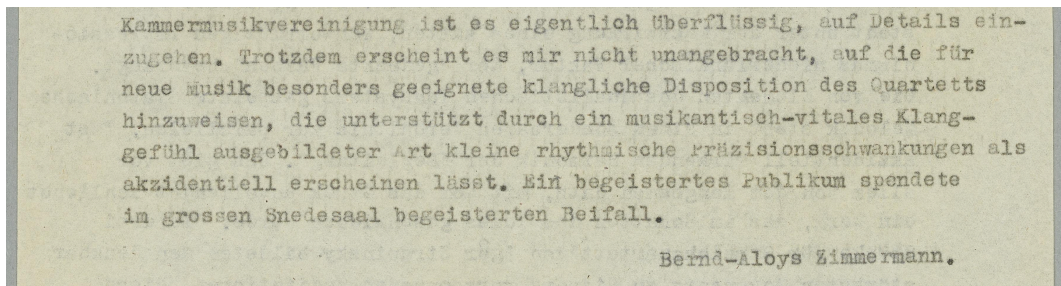 Kammermusikvereinigung ist es eigentlich überflüssig, auf Details ein-
zugehen. Trotzdem erscheint es mir nicht unangebracht, auf die für
neue Musik besonders geeignete klangliche Disposition des Quartetts
hinzuweisen, die unterstützt durch ein musikantisch-vitales Klang-
gefühl ausgebildeter Art kleine rhythmische Präzisionsschwankungen als
akzidentiell erscheinen lässt. Ein begeistertes Publikum spendete
im grossen Snedesaal begeisterten Beifall.
Bernd-Aloys Zimmermann.